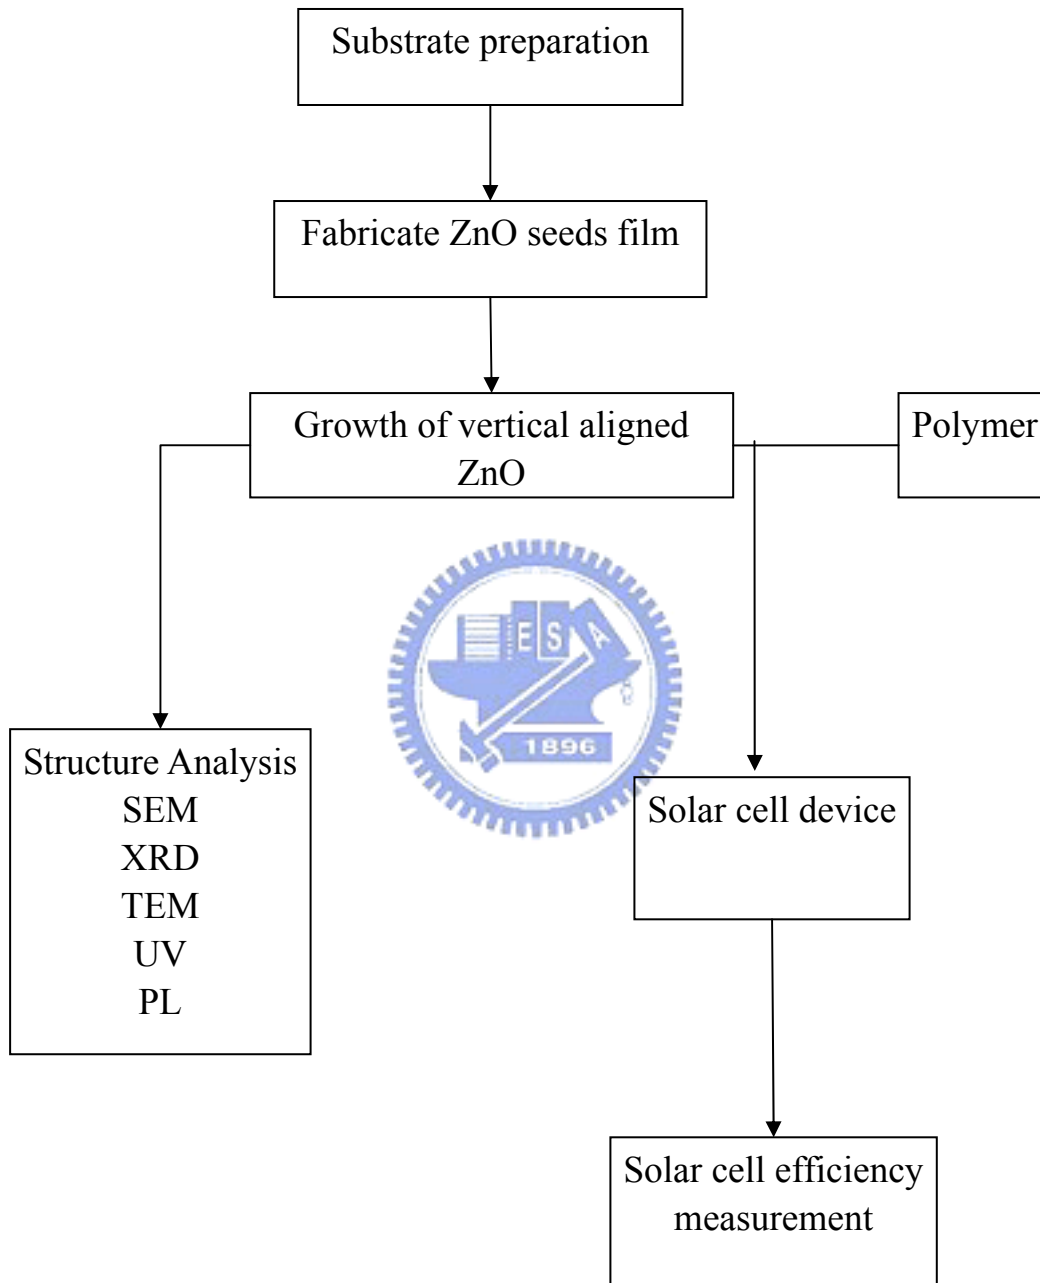 Substrate preparation
Fabricate ZnO seeds film
Growth of vertical aligned
ZnO
Polymer
E S A
1896
Structure Analysis
SEM
XRD
TEM
UV
PL
Solar cell device
Solar cell efficiency
measurement